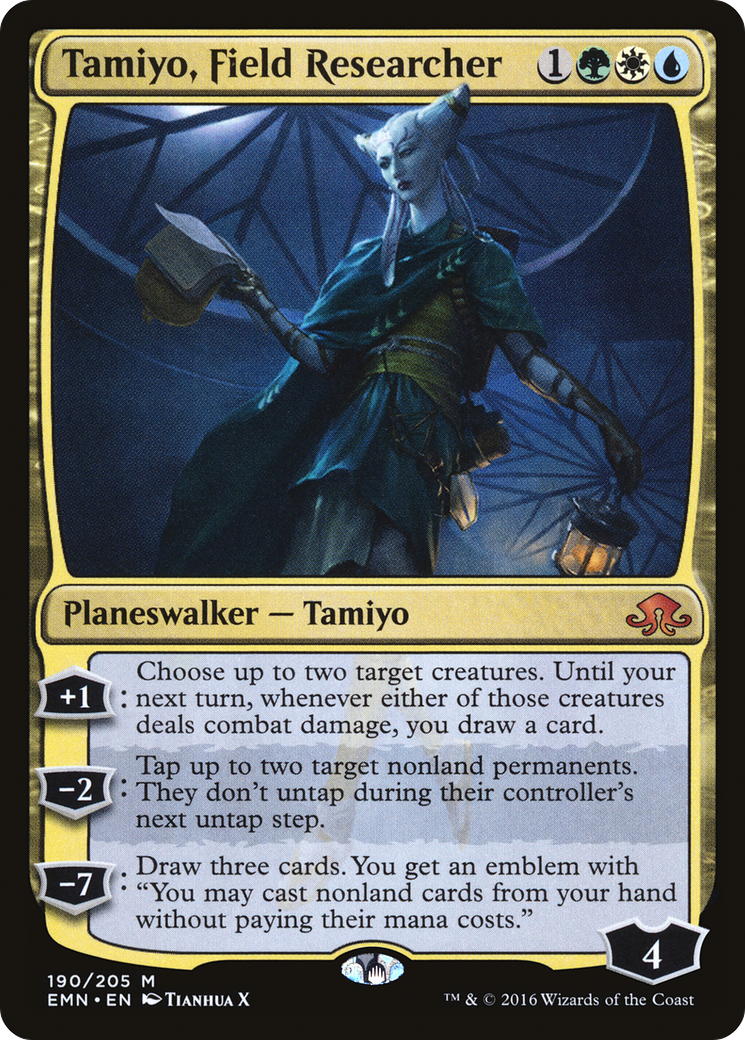 Tamiyo, Field Researcher 1
Planeswalker — Tamiyo
+1 : Choose up to two target creatures. Until your
next turn, whenever either of those creatures
deals combat damage, you draw a card.
−2 : Tap up to two target nonland permanents.
They don't untap during their controller's
next untap step.
−7 : Draw three cards. You get an emblem with
“You may cast nonland cards from your hand
without paying their mana costs.”
4
190/205 M
EMN • EN Tianhua X
™ & © 2016 Wizards of the Coast